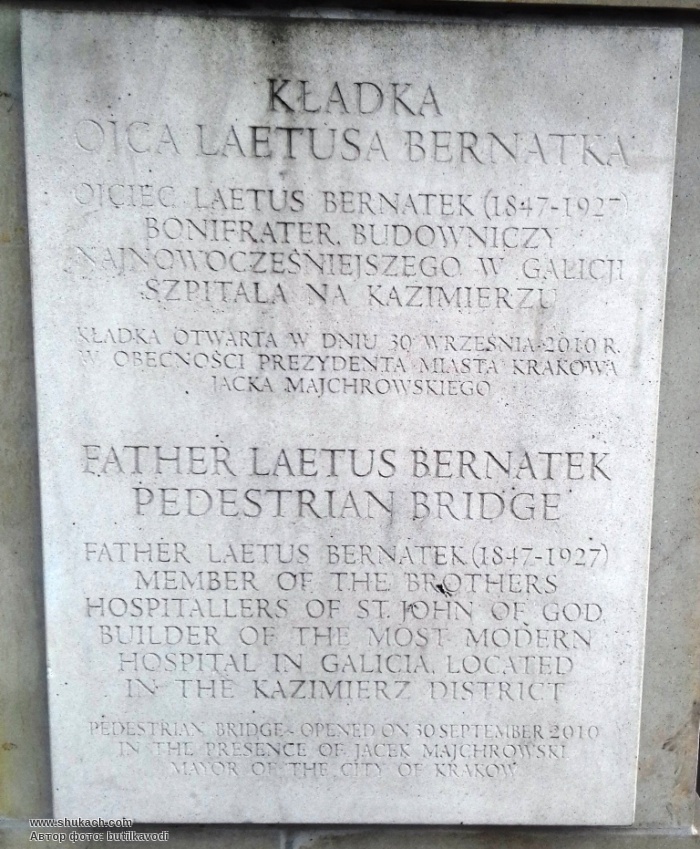 KŁADKA
OJCA LAETUSA BERNATKA
OJCIEC LAETUS BERNATEK (1847-1927)
BONIFRATER, BUDOWNICZY
NAJNOWOCZEŚNIEJSZEGO W GALICJI
SZPITALA NA KAZIMIERZU
KŁADKA OTWARTA W DNIU 30 WRZEŚNIA 2010 R.
W OBECNOŚCI PREZYDENTA MIASTA KRAKOWA
JACKA MAJCHROWSKIEGO
FATHER LAETUS BERNATEK
PEDESTRIAN BRIDGE
FATHER LAETUS BERNATEK (1847-1927)
MEMBER OF THE BROTHERS
HOSPITALLERS OF ST. JOHN OF GOD,
BUILDER OF THE MOST MODERN
HOSPITAL IN GALICIA, LOCATED
IN THE KAZIMIERZ DISTRICT
PEDESTRIAN BRIDGE - OPENED ON 30 SEPTEMBER 2010
IN THE PRESENCE OF JACEK MAJCHROWSKI
MAYOR OF THE CITY OF KRAKOW
www.shukach.com
Автор фото: butilkavodi